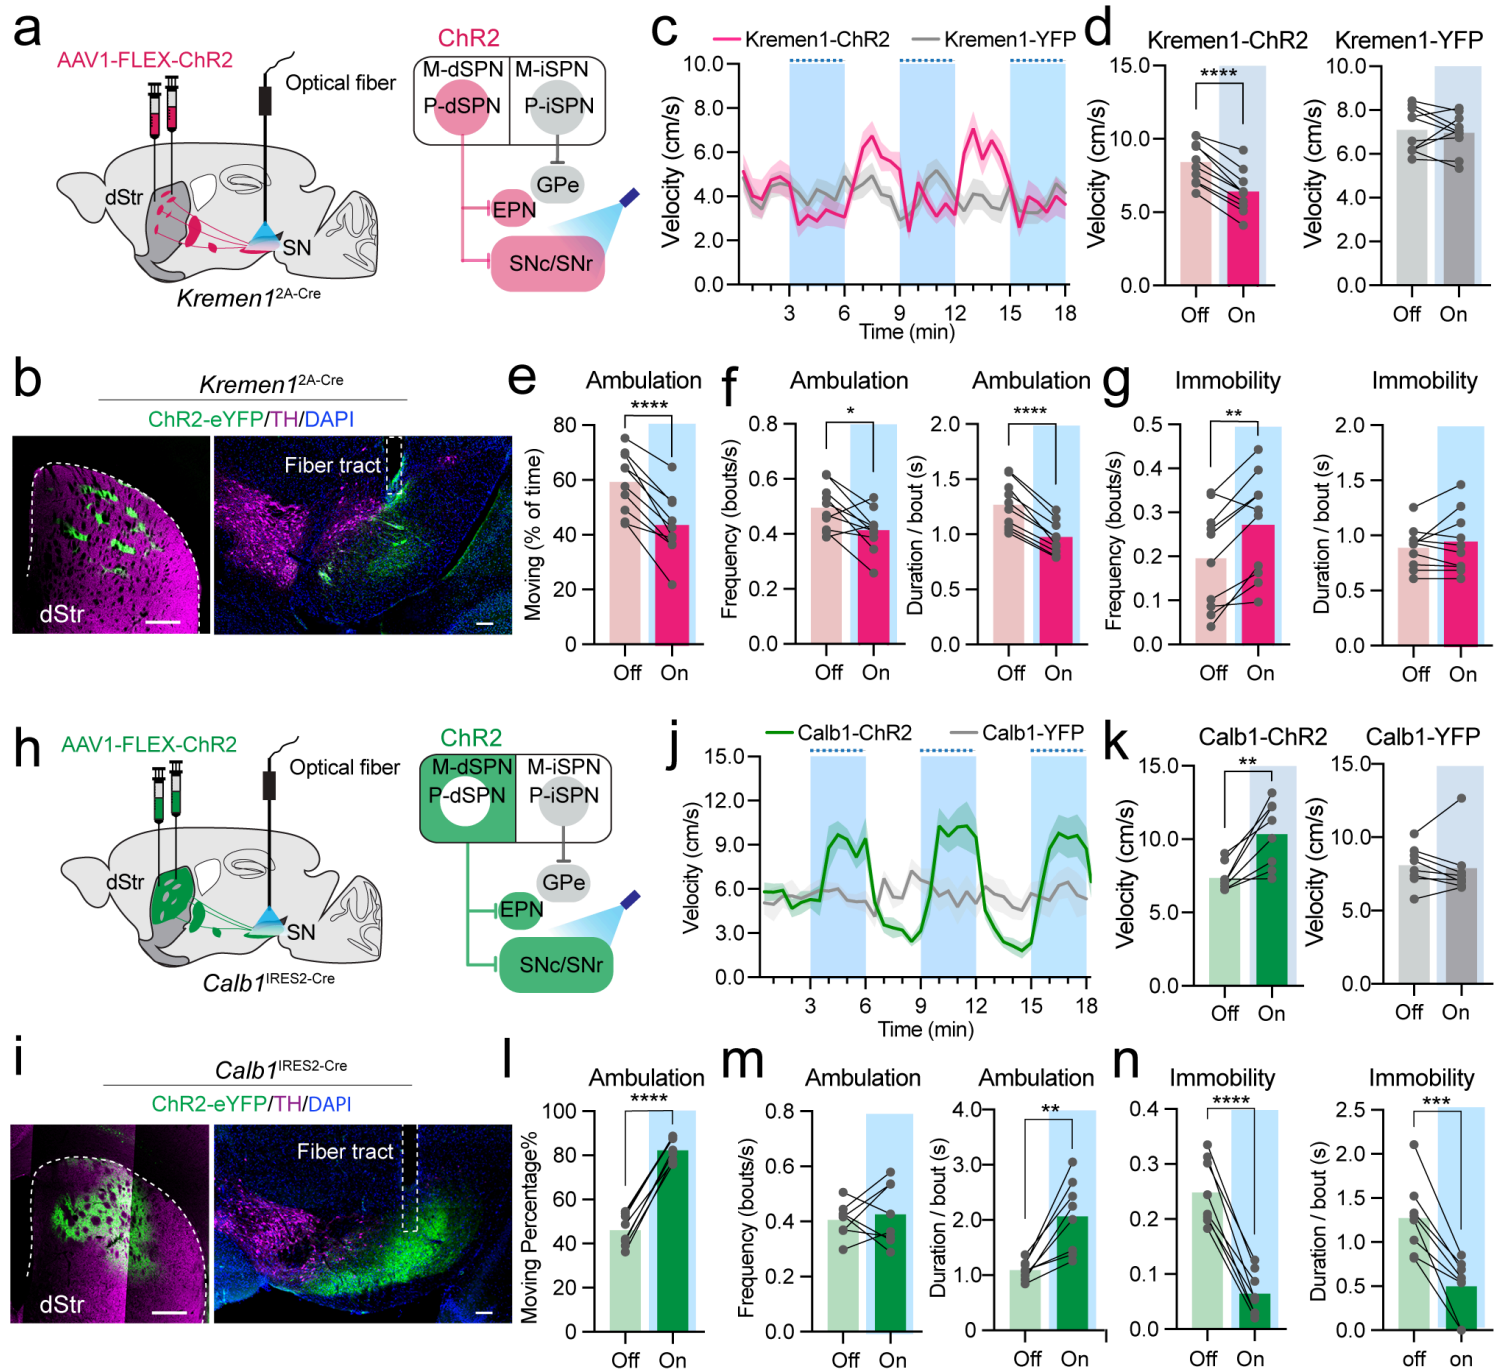 a
AAV1-FLEX-ChR2
Optical fiber
dStr
SN
Kremen12A-Cre
ChR2
M-dSPN
M-iSPN
P-dSPN
P-iSPN
GPe
EPN
SNc/SNr
c
Kremen1-ChR2
Kremen1-YFP
Velocity (cm/s)
10.0
8.0
6.0
4.0
2.0
0.0
3
6
9
12
15
18
Time (min)
d
Kremen1-ChR2
Kremen1-YFP
****
Velocity (cm/s)
15.0
10.0
5.0
0.0
Off
On
Velocity (cm/s)
10.0
8.0
6.0
4.0
2.0
0.0
Off
On
b
Kremen12A-Cre
ChR2-eYFP/TH/DAPI
dStr
Fiber tract
e
Ambulation
****
Moving (% of time)
80
60
40
20
0
Off
On
f
Ambulation
*
Frequency (bouts/s)
0.8
0.6
0.4
0.2
0.0
Off
On
Ambulation
****
Duration / bout (s)
2.0
1.5
1.0
0.5
0.0
Off
On
g
Immobility
**
Frequency (bouts/s)
0.5
0.4
0.3
0.2
0.1
0.0
Off
On
Immobility
Duration / bout (s)
2.0
1.5
1.0
0.5
0.0
Off
On
h
AAV1-FLEX-ChR2
Optical fiber
dStr
SN
Calb1IRES2-Cre
ChR2
M-dSPN
M-iSPN
P-dSPN
P-iSPN
GPe
EPN
SNc/SNr
j
Calb1-ChR2
Calb1-YFP
Velocity (cm/s)
15.0
12.0
9.0
6.0
3.0
0.0
3
6
9
12
15
18
Time (min)
k
Calb1-ChR2
Calb1-YFP
**
Velocity (cm/s)
15.0
10.0
5.0
0.0
Off
On
Velocity (cm/s)
15.0
10.0
5.0
0.0
Off
On
i
Calb1IRES2-Cre
ChR2-eYFP/TH/DAPI
dStr
Fiber tract
l
Ambulation
****
Moving Percentage%
100
80
60
40
20
0
Off
On
m
Ambulation
Frequency (bouts/s)
0.8
0.6
0.4
0.2
0.0
Off
On
Ambulation
**
Duration / bout (s)
4.0
3.0
2.0
1.0
0
Off
On
n
Immobility
****
Frequency (bouts/s)
0.4
0.3
0.2
0.1
0.0
Off
On
Immobility
***
Duration / bout (s)
2.5
2.0
1.5
1.0
0.5
0.0
off
on